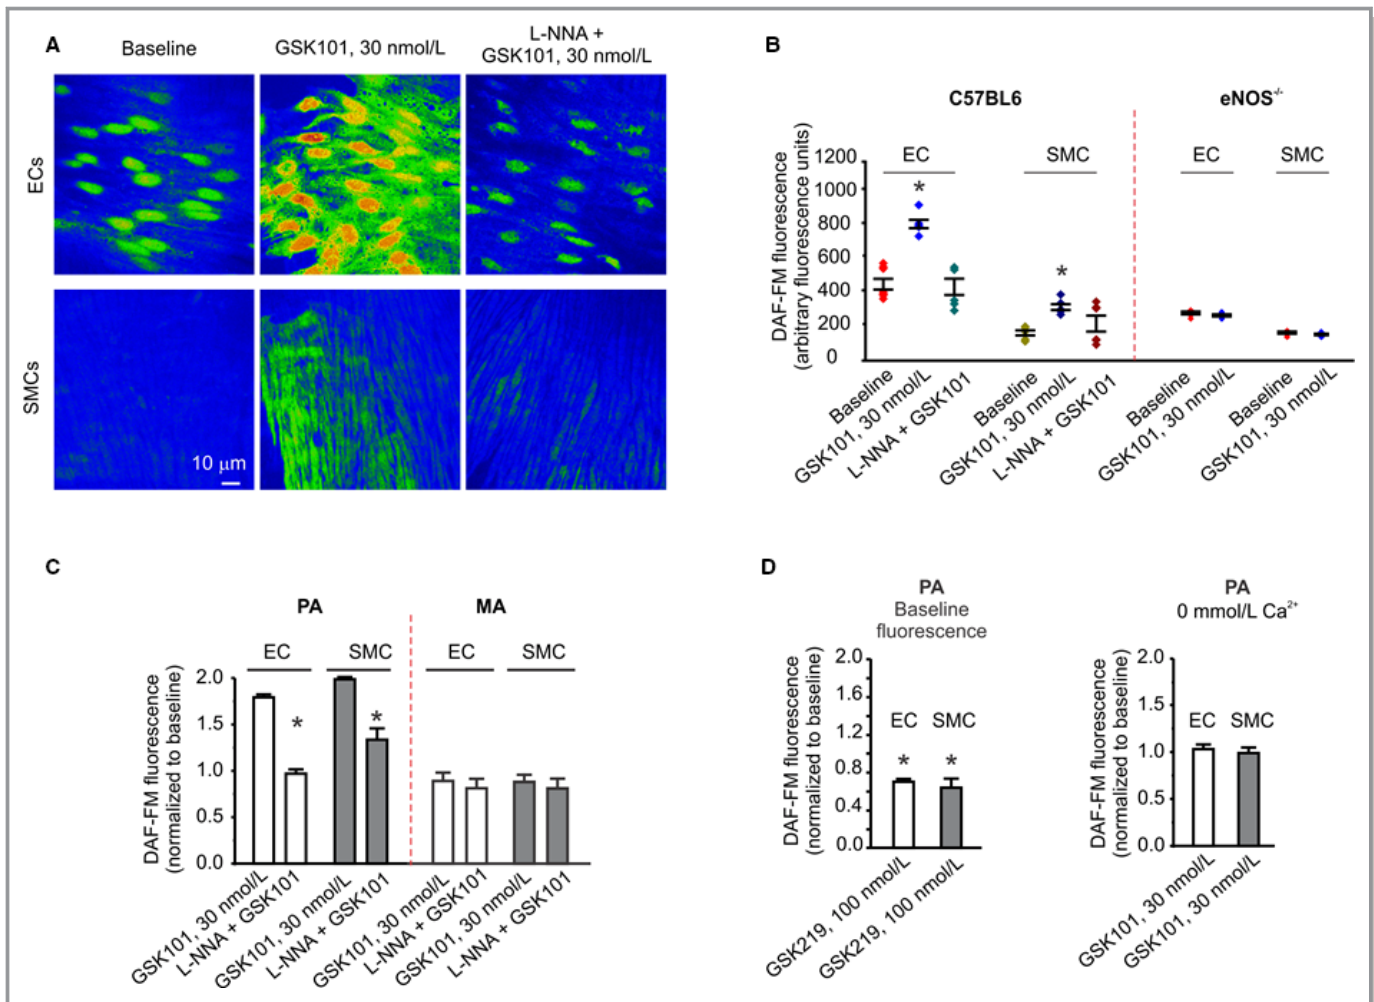 A
Baseline
GSK101, 30 nmol/L
L-NNA +
GSK101, 30 nmol/L
ECs
SMCs
10 µm
B
C57BL6
eNOS-/-
EC
SMC
EC
SMC
DAF-FM fluorescence
(arbitrary fluorescence units)
1200
1000
800
600
400
200
0
*
*
Baseline
GSK101, 30 nmol/L
L-NNA + GSK101
Baseline
GSK101, 30 nmol/L
L-NNA + GSK101
Baseline
GSK101, 30 nmol/L
Baseline
GSK101, 30 nmol/L
C
PA
MA
EC
SMC
EC
SMC
DAF-FM fluorescence
(normalized to baseline)
2.0
1.5
1.0
0.5
0.0
*
*
GSK101, 30 nmol/L
L-NNA + GSK101
GSK101, 30 nmol/L
L-NNA + GSK101
GSK101, 30 nmol/L
L-NNA + GSK101
GSK101, 30 nmol/L
L-NNA + GSK101
D
PA
Baseline
fluorescence
DAF-FM fluorescence
(normalized to baseline)
2.0
1.6
1.2
0.8
0.4
0.0
EC
SMC
*
*
GSK219, 100 nmol/L
GSK219, 100 nmol/L
PA
0 mmol/L Ca2+
DAF-FM fluorescence
(normalized to baseline)
2.0
1.5
1.0
0.5
0.0
EC
SMC
GSK101, 30 nmol/L
GSK101, 30 nmol/L